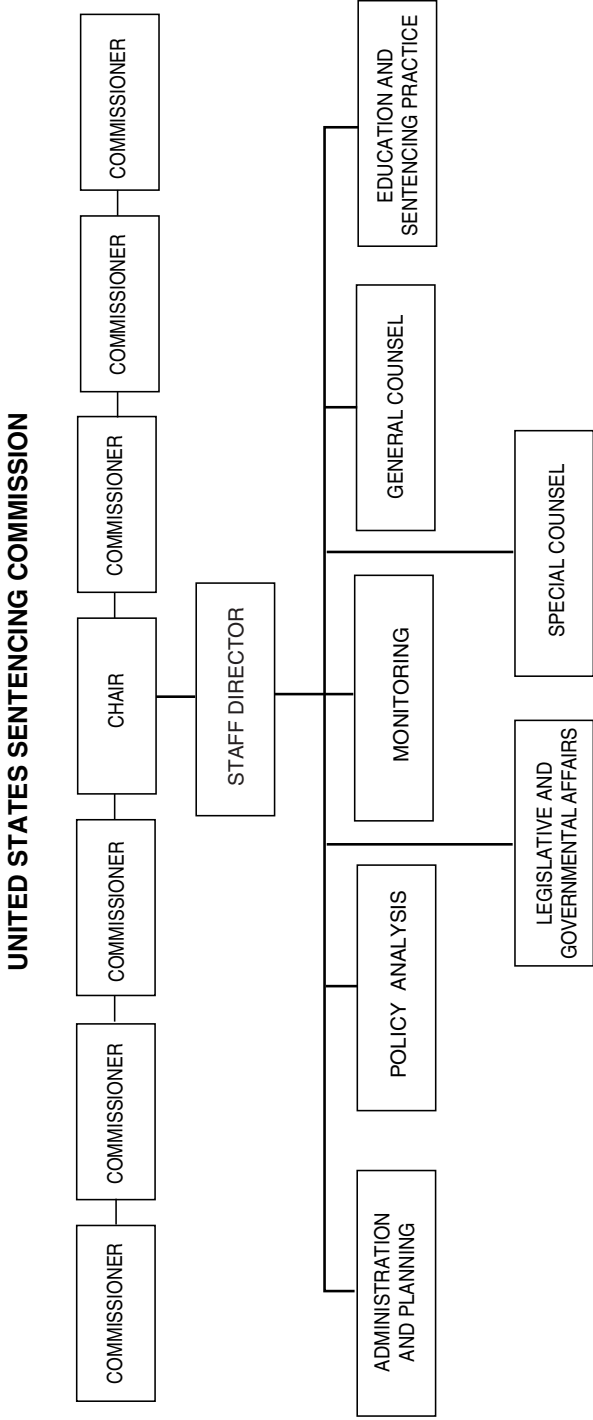 UNITED STATES SENTENCING COMMISSION
COMMISSIONER
COMMISSIONER
COMMISSIONER
CHAIR
COMMISSIONER
COMMISSIONER
COMMISSIONER
STAFF DIRECTOR
ADMINISTRATION
AND PLANNING
POLICY ANALYSIS
MONITORING
GENERAL COUNSEL
EDUCATION AND
SENTENCING PRACTICE
LEGISLATIVE AND
GOVERNMENTAL AFFAIRS
SPECIAL COUNSEL